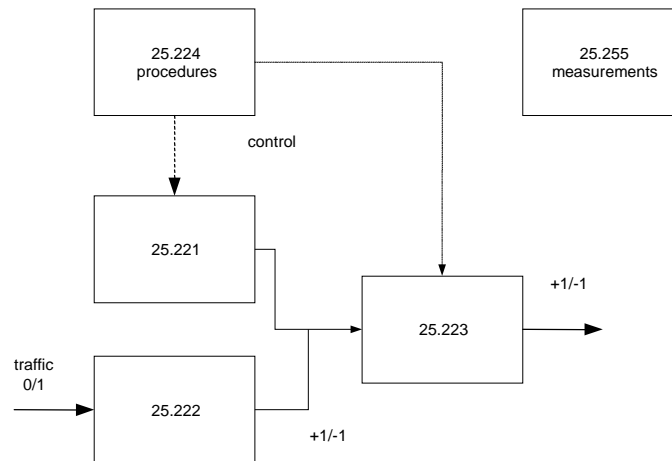 25.224
procedures
25.255
measurements
control
25.221
+1/-1
25.223
traffic
0/1
25.222
+1/-1